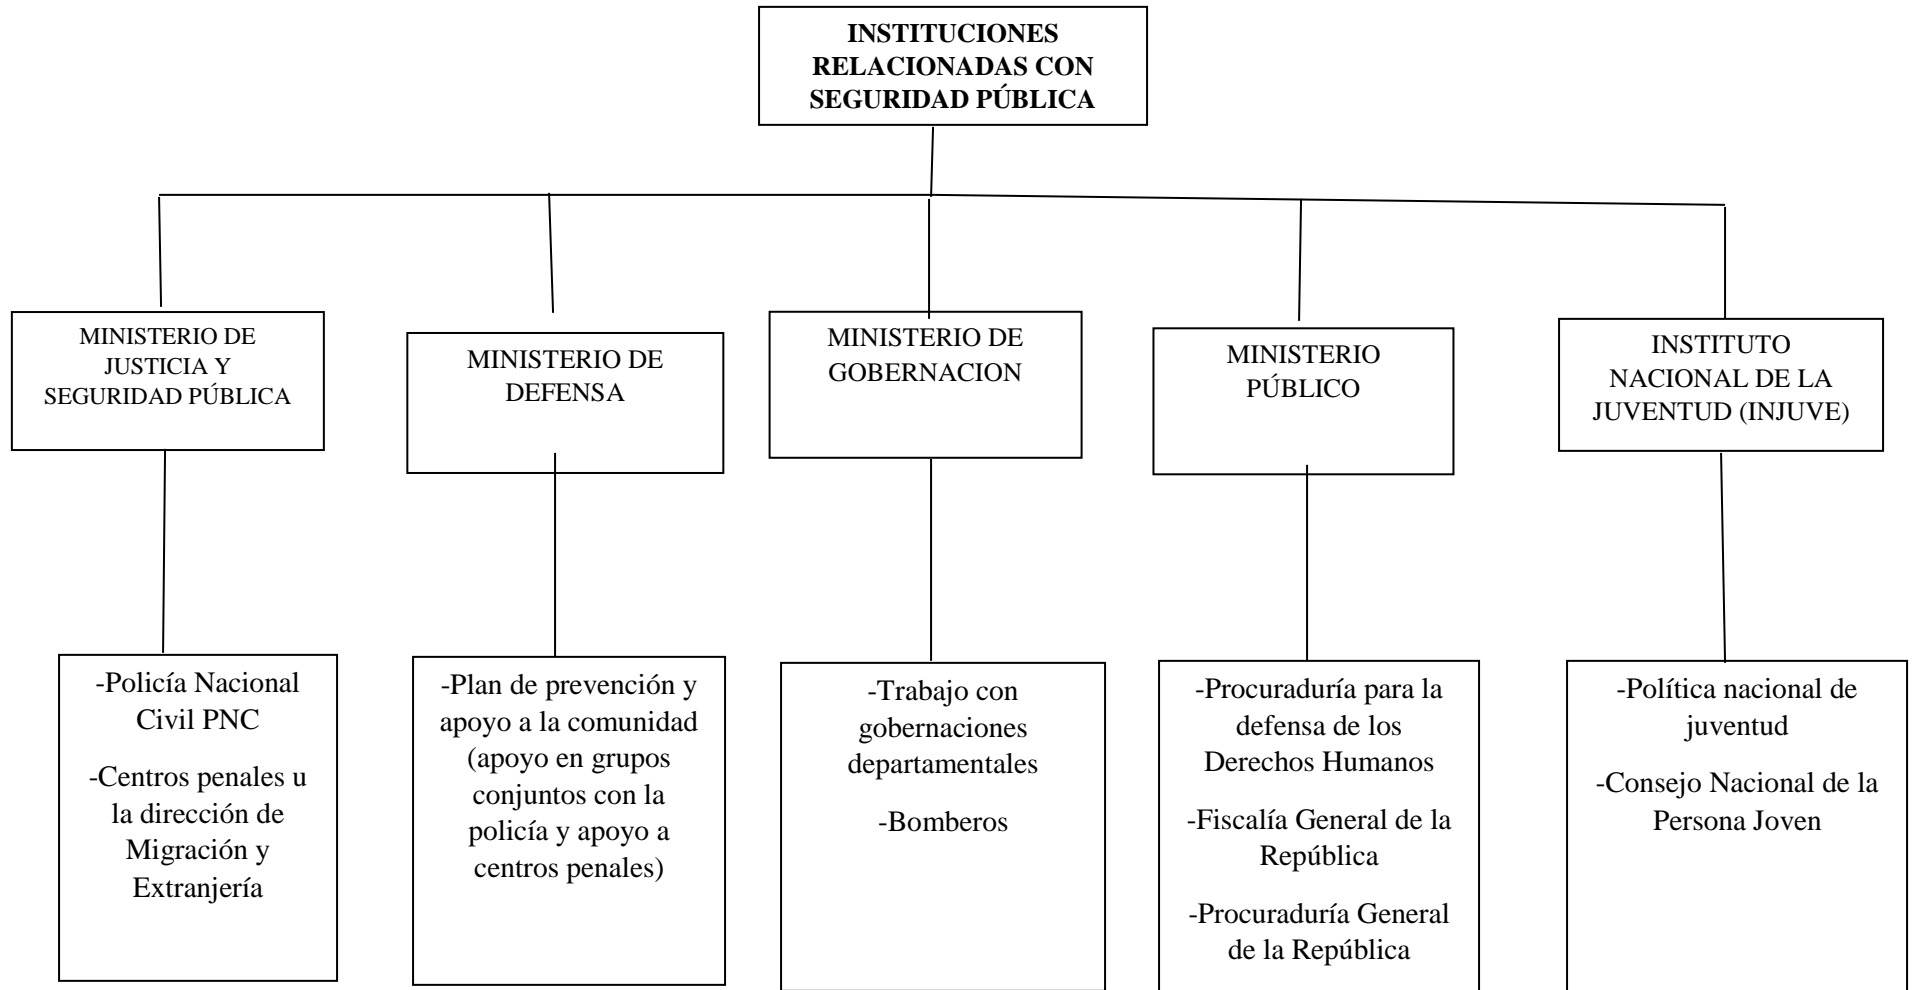 INSTITUCIONES
RELACIONADAS CON
SEGURIDAD PÚBLICA
MINISTERIO DE
JUSTICIA Y
SEGURIDAD PÚBLICA
MINISTERIO DE
DEFENSA
MINISTERIO DE
GOBERNACION
MINISTERIO
PÚBLICO
INSTITUTO
NACIONAL DE LA
JUVENTUD (INJUVE)
-Policía Nacional
Civil PNC
-Centros penales u
la dirección de
Migración y
Extranjería
-Plan de prevención y
apoyo a la comunidad
(apoyo en grupos
conjuntos con la
policía y apoyo a
centros penales)
-Trabajo con
gobernaciones
departamentales
-Bomberos
-Procuraduría para la
defensa de los
Derechos Humanos
-Fiscalía General de la
República
-Procuraduría General
de la República
-Política nacional de
juventud
-Consejo Nacional de la
Persona Joven